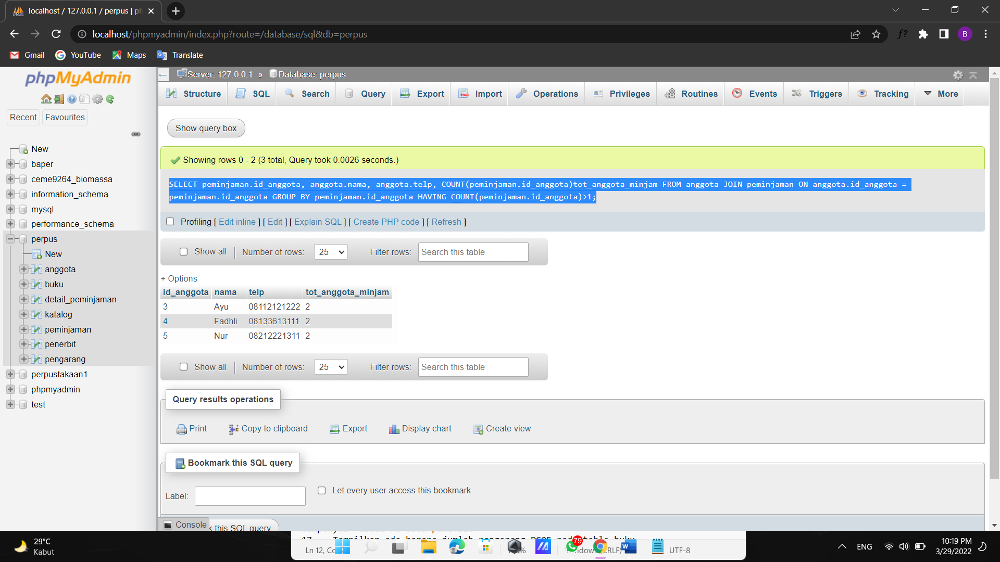 localhost / 127.0.0.1 / perpus | ph
localhost/phpmyadmin/index.php?route=/database/sql&db=perpus
B
Gmail
YouTube
Maps
Translate
phpMyAdmin
Recent
Favourites
New
baper
ceme9264_biomassa
information_schema
mysql
performance_schema
perpus
New
anggota
buku
detail_peminjaman
katalog
peminjaman
penerbit
pengarang
perpustakaan1
phpmyadmin
test
Server: 127.0.0.1 » Database: perpus
Structure
SQL
Search
Query
Export
Import
Operations
Privileges
Routines
Events
Triggers
Tracking
More
Show query box
Showing rows 0 - 2 (3 total, Query took 0.0026 seconds.)
SELECT peminjaman.id_anggota, anggota.nama, anggota.telp, COUNT(peminjaman.id_anggota)tot_anggota_minjam FROM anggota JOIN peminjaman ON anggota.id_anggota =
peminjaman.id_anggota GROUP BY peminjaman.id_anggota HAVING COUNT(peminjaman.id_anggota)>1;
Profiling [ Edit inline ] [ Edit ] [ Explain SQL ] [ Create PHP code ] [ Refresh ]
Show all | Number of rows: 25 Filter rows: Search this table
+ Options
id_anggota nama telp tot_anggota_minjam
3 Ayu 08112121222 2
4 Fadhli 08133613111 2
5 Nur 08212221311 2
Show all | Number of rows: 25 Filter rows: Search this table
Query results operations
Print
Copy to clipboard
Export
Display chart
Create view
Bookmark this SQL query
Label:
Let every user access this bookmark
Console
k this SQL query
29°C
Kabut
Ln 12, Co
79
UTF-8
ENG
10:19 PM
3/29/2022